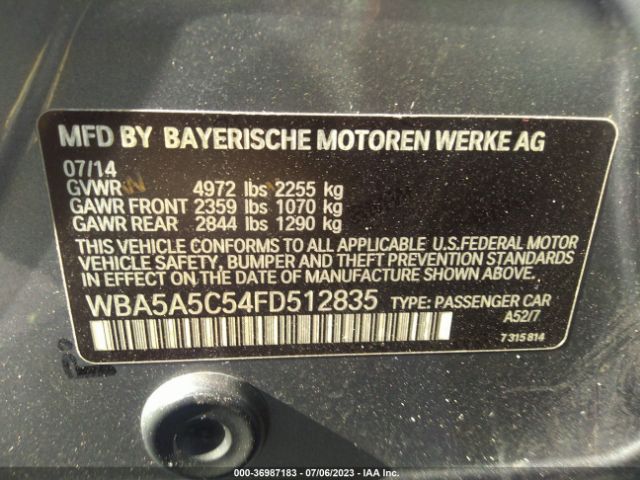 MFD BY BAYERISCHE MOTOREN WERKE AG
07/14
GVWR 4972 lbs 2255 kg
GAWR FRONT 2359 lbs 1070 kg
GAWR REAR 2844 lbs 1290 kg
THIS VEHICLE CONFORMS TO ALL APPLICABLE U.S.FEDERAL MOTOR
VEHICLE SAFETY, BUMPER AND THEFT PREVENTION STANDARDS
IN EFFECT ON THE DATE OF MANUFACTURE SHOWN ABOVE.
WBA5A5C54FD512835 TYPE: PASSENGER CAR
A52/7
7315814
000-36987183 - 07/06/2023 - IAA Inc.